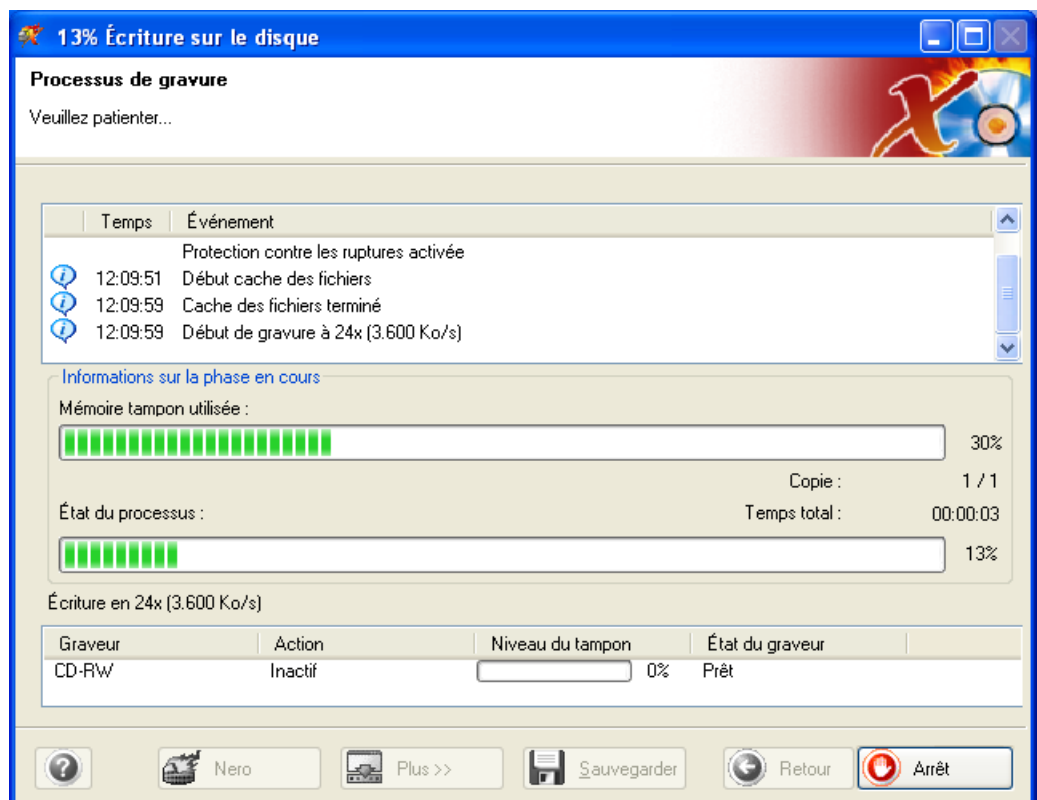 13% Écriture sur le disque
Processus de gravure
Veuillez patienter...
Temps Événement
Protection contre les ruptures activée
12:09:51 Début cache des fichiers
12:09:59 Cache des fichiers terminé
12:09:59 Début de gravure à 24x (3.600 Ko/s)
Informations sur la phase en cours
Mémoire tampon utilisée :
30%
Copie : 1 / 1
État du processus : Temps total : 00:00:03
13%
Écriture en 24x (3.600 Ko/s)
Graveur Action Niveau du tampon État du graveur
CD-RW Inactif 0% Prêt
Nero Plus >> Sauvegarder Retour Arrêt